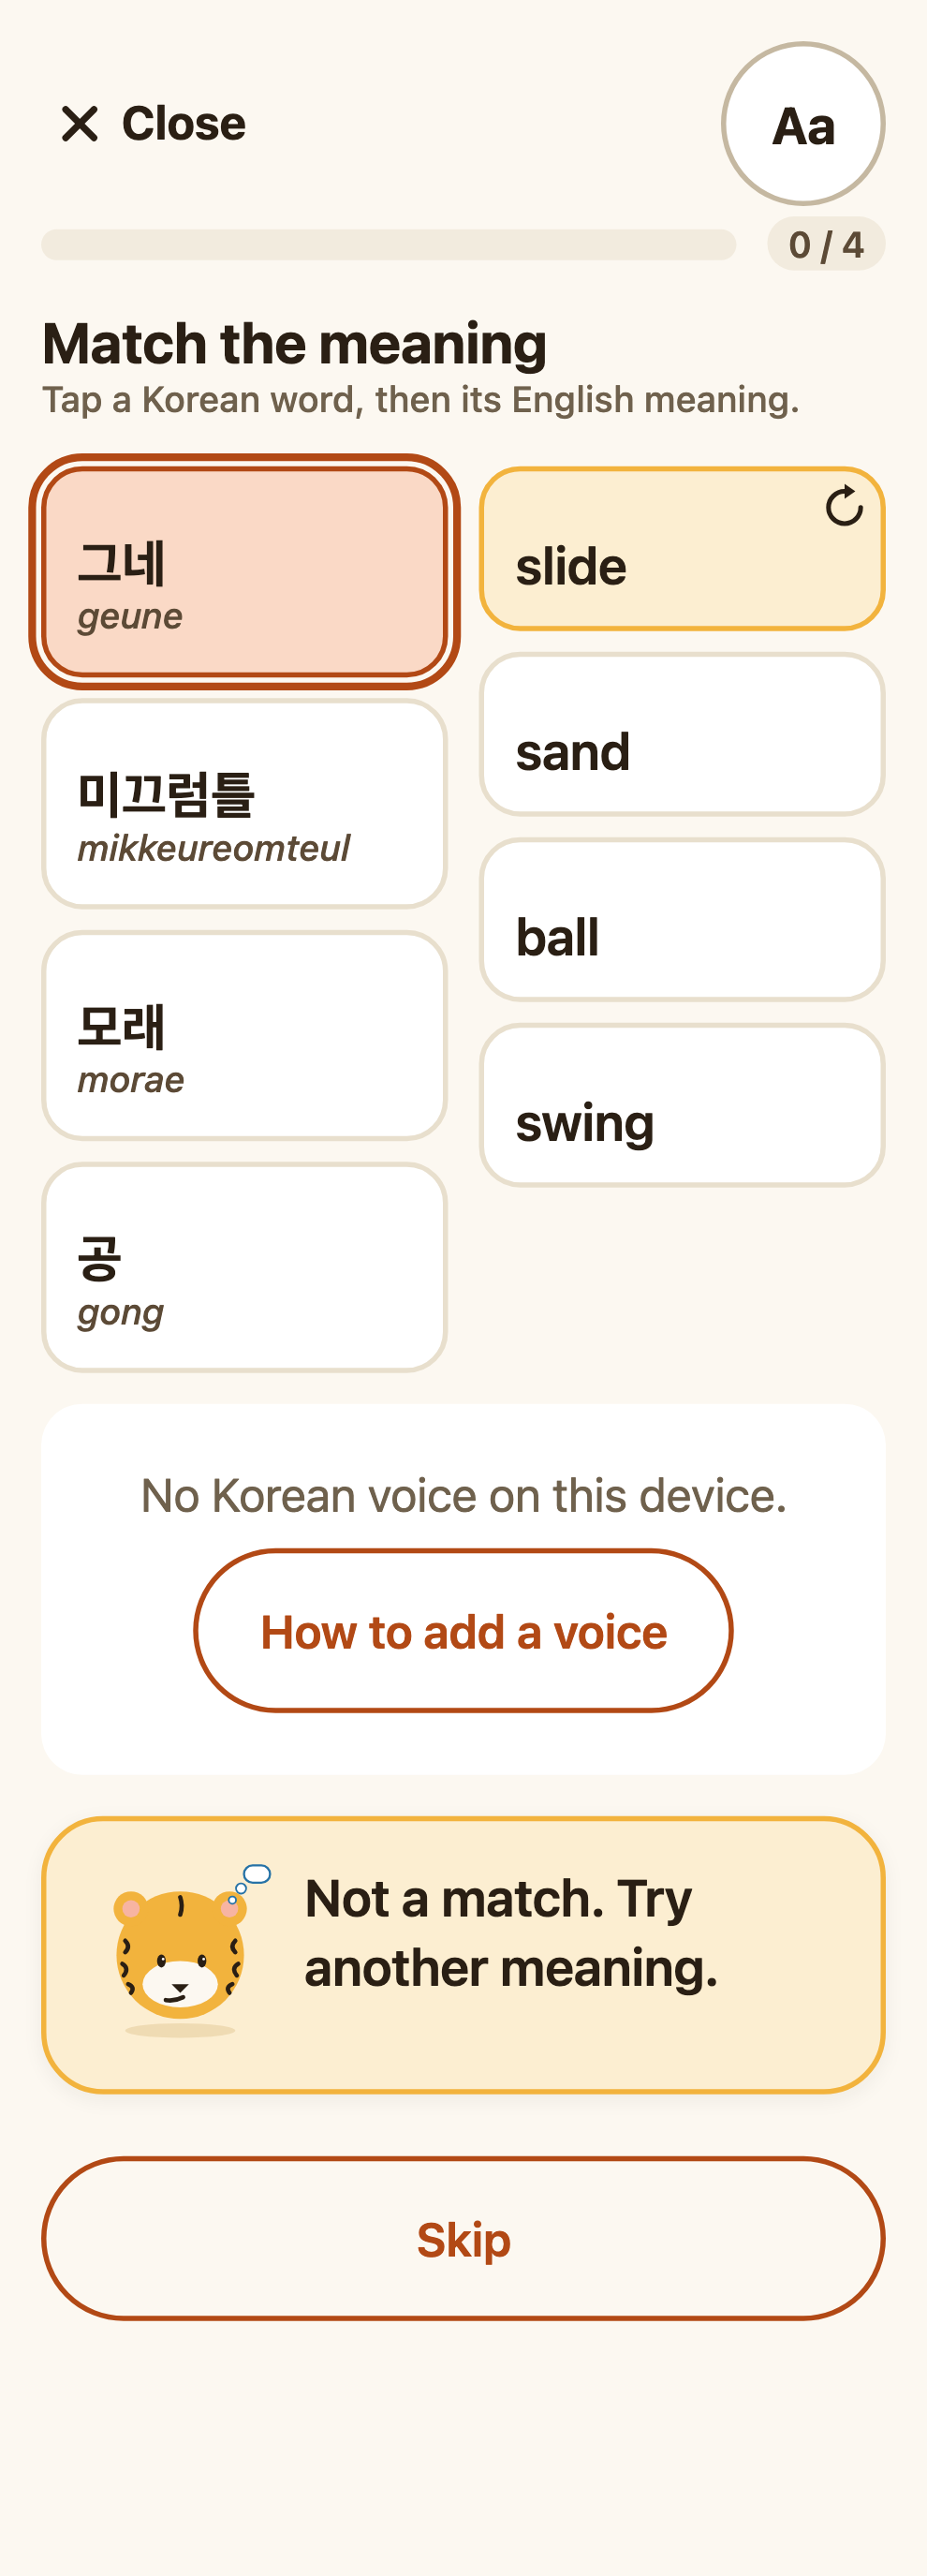 Close
Aa
0 / 4
Match the meaning
Tap a Korean word, then its English meaning.
그네
geune
미끄럼틀
mikkeureomteul
모래
morae
공
gong
slide
sand
ball
swing
No Korean voice on this device.
How to add a voice
Not a match. Try
another meaning.
Skip